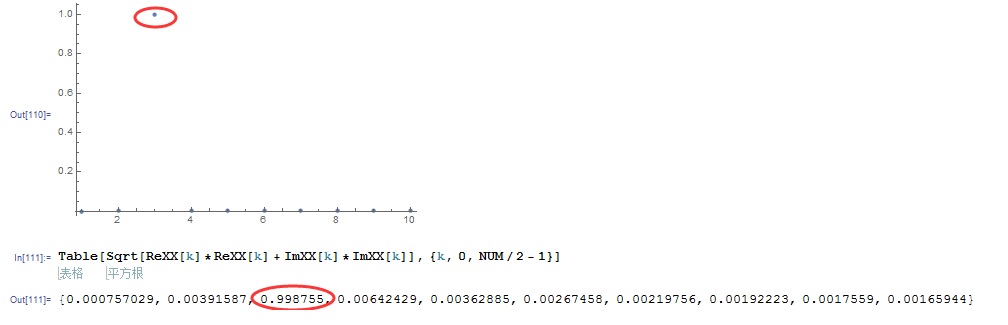 1.0
0.8
0.6
Out[110]=
0.4
0.2
2 4 6 8 10
In[111]:= Table[Sqrt[ReXX[k]*ReXX[k]+ImXX[k]*ImXX[k]], {k, 0, NUM/2-1}]
表格 平方根
Out[111]= {0.000757029, 0.00391587, 0.998755, 0.00642429, 0.00362885, 0.00267458, 0.00219756, 0.00192223, 0.0017559, 0.00165944}